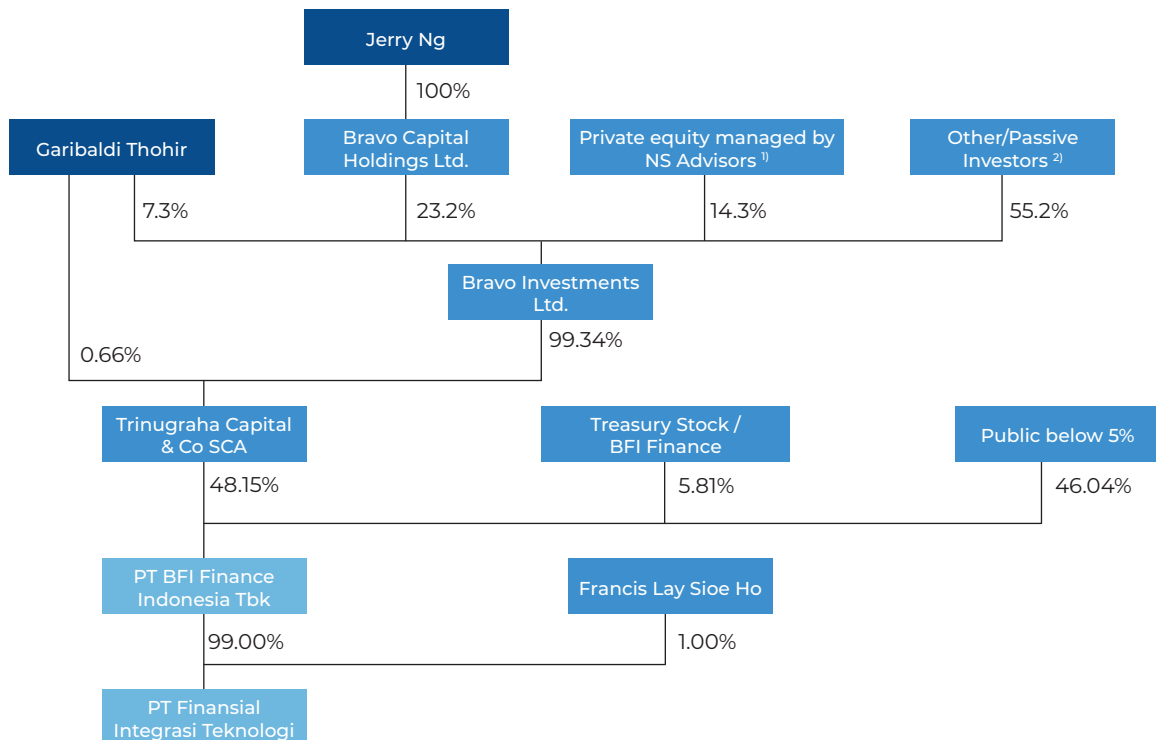 Jerry Ng
100%
Garibaldi Thohir
Bravo Capital
Holdings Ltd.
Private equity managed by
NS Advisors 1)
Other/Passive
Investors 2)
7.3%
23.2%
14.3%
55.2%
Bravo Investments
Ltd.
0.66%
99.34%
Trinugraha Capital
& Co SCA
Treasury Stock /
BFI Finance
Public below 5%
48.15%
5.81%
46.04%
PT BFI Finance
Indonesia Tbk
Francis Lay Sioe Ho
99.00%
1.00%
PT Finansial
Integrasi Teknologi